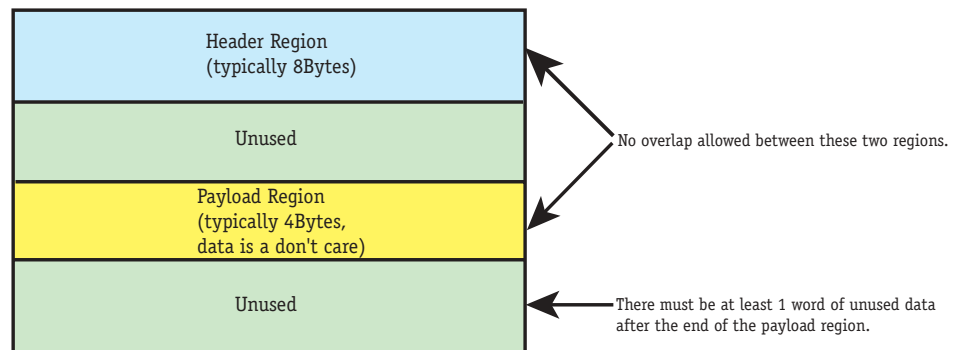 Header Region
(typically 8Bytes)
Unused
No overlap allowed between these two regions.
Payload Region
(typically 4Bytes,
data is a don't care)
Unused
There must be at least 1 word of unused data
after the end of the payload region.